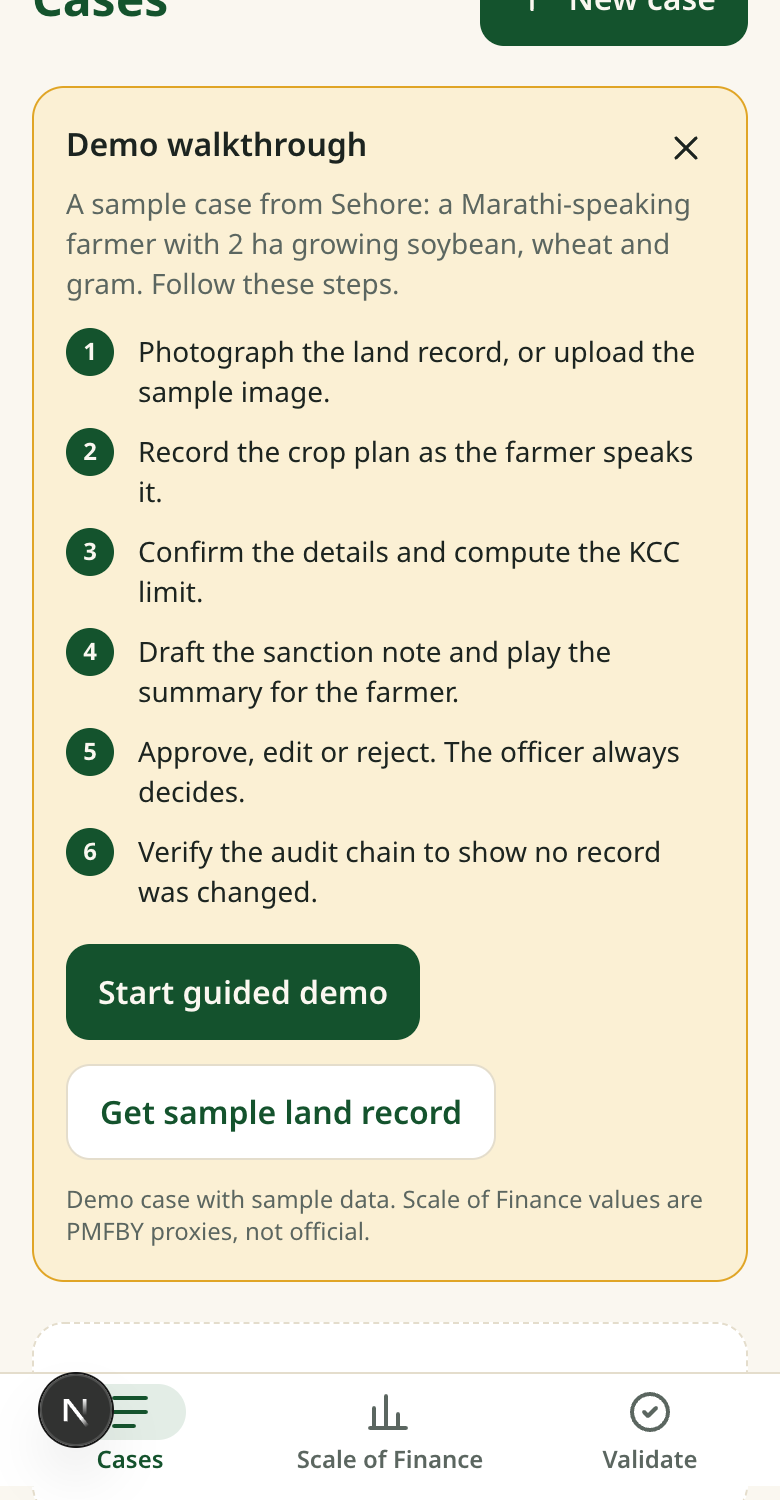 Cases
New case
Demo walkthrough
A sample case from Sehore: a Marathi-speaking
farmer with 2 ha growing soybean, wheat and
gram. Follow these steps.
1 Photograph the land record, or upload the
sample image.
2 Record the crop plan as the farmer speaks
it.
3 Confirm the details and compute the KCC
limit.
4 Draft the sanction note and play the
summary for the farmer.
5 Approve, edit or reject. The officer always
decides.
6 Verify the audit chain to show no record
was changed.
Start guided demo
Get sample land record
Demo case with sample data. Scale of Finance values are
PMFBY proxies, not official.
N
Cases
Scale of Finance
Validate